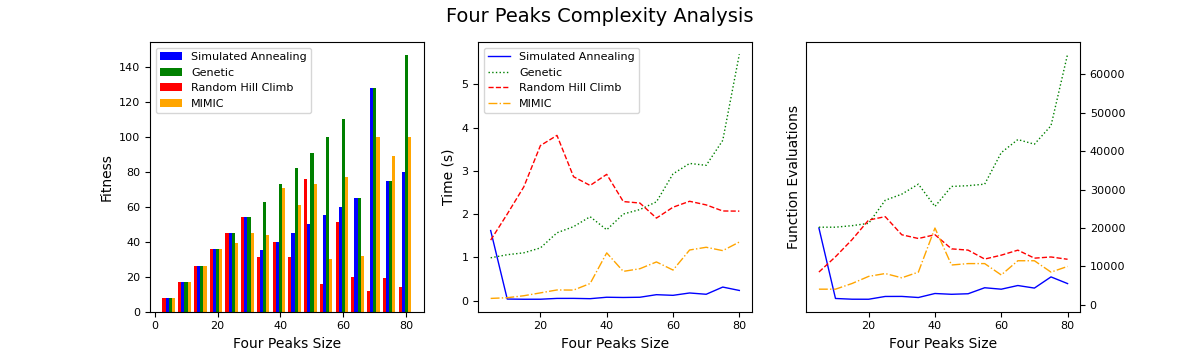 Four Peaks Complexity Analysis
Fitness
140
120
100
80
60
40
20
0
Simulated Annealing
Genetic
Random Hill Climb
MIMIC
0 20 40 60 80
Four Peaks Size
Time (s)
5
4
3
2
1
0
Simulated Annealing
Genetic
Random Hill Climb
MIMIC
20 40 60 80
Four Peaks Size
Function Evaluations
60000
50000
40000
30000
20000
10000
0
20 40 60 80
Four Peaks Size